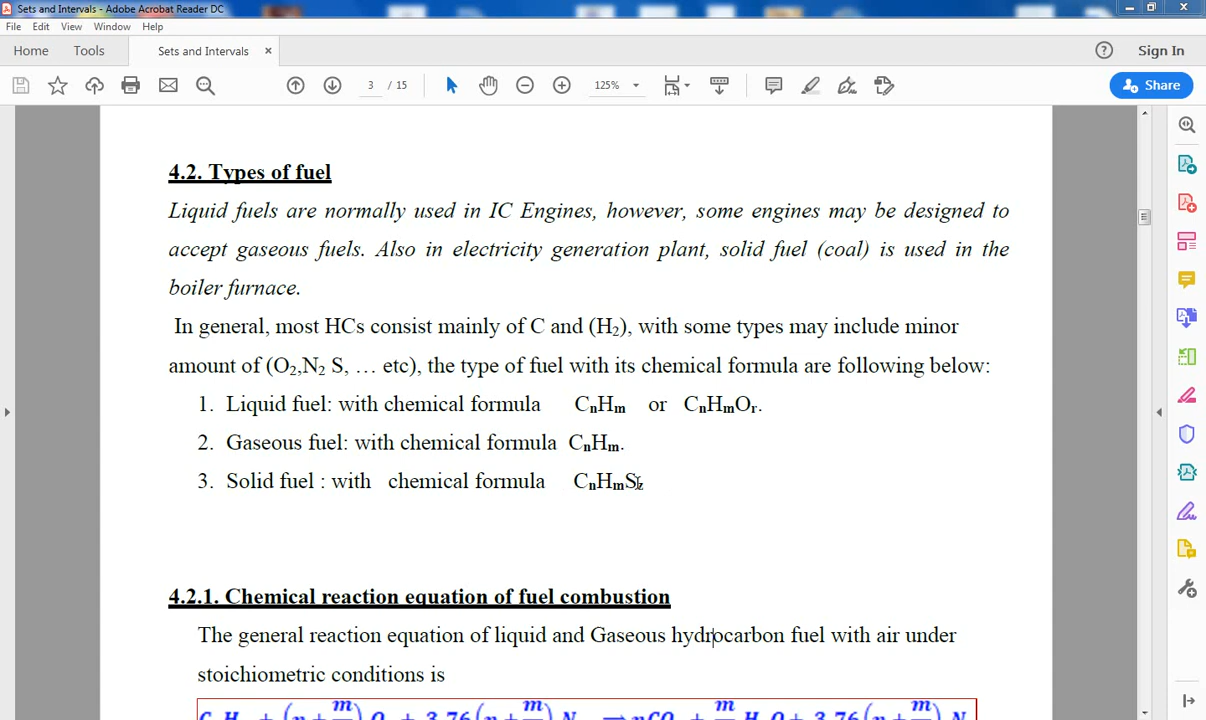 Sets and Intervals - Adobe Acrobat Reader DC
File Edit View Window Help
Home Tools Sets and Intervals × Sign In
3 / 15 125% Share
4.2. Types of fuel
Liquid fuels are normally used in IC Engines, however, some engines may be designed to
accept gaseous fuels. Also in electricity generation plant, solid fuel (coal) is used in the
boiler furnace.
In general, most HCs consist mainly of C and (H₂), with some types may include minor
amount of (O₂,N₂ S, … etc), the type of fuel with its chemical formula are following below:
1. Liquid fuel: with chemical formula CₙHₘ or CₙHₘOᵣ.
2. Gaseous fuel: with chemical formula CₙHₘ.
3. Solid fuel : with chemical formula CₙHₘS_z
4.2.1. Chemical reaction equation of fuel combustion
The general reaction equation of liquid and Gaseous hydrocarbon fuel with air under
stoichiometric conditions is